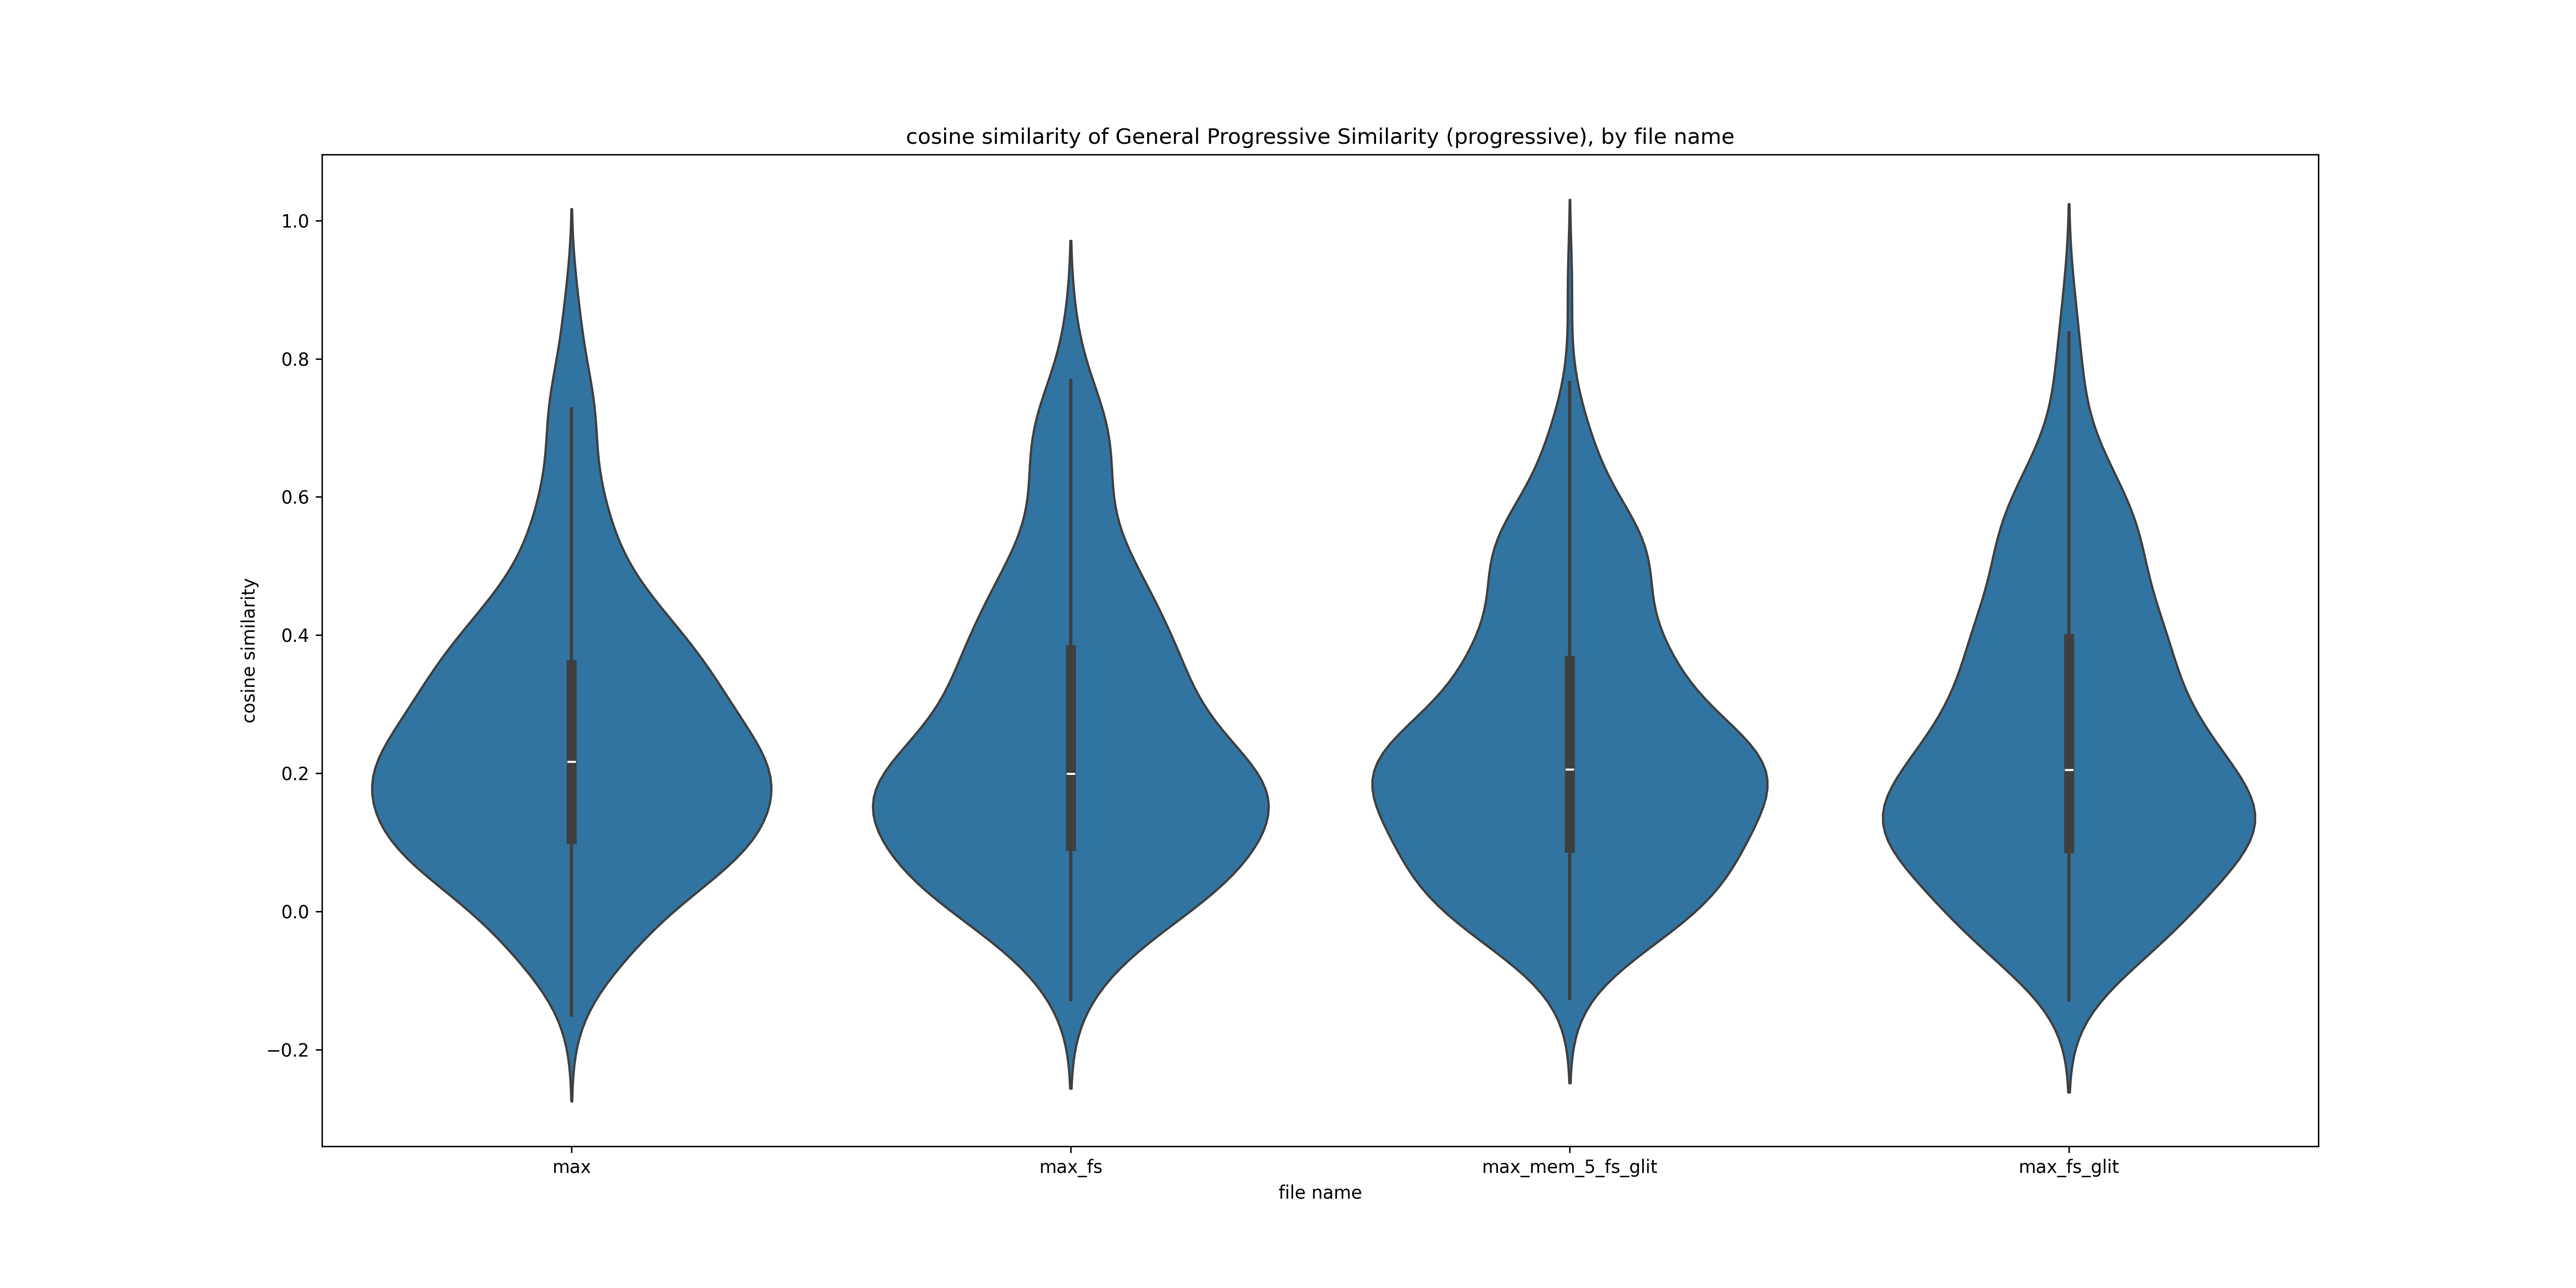 cosine similarity of General Progressive Similarity (progressive), by file name
1.0
0.8
0.6
0.4
0.2
0.0
−0.2
cosine similarity
max
max_fs
max_mem_5_fs_glit
max_fs_glit
file name